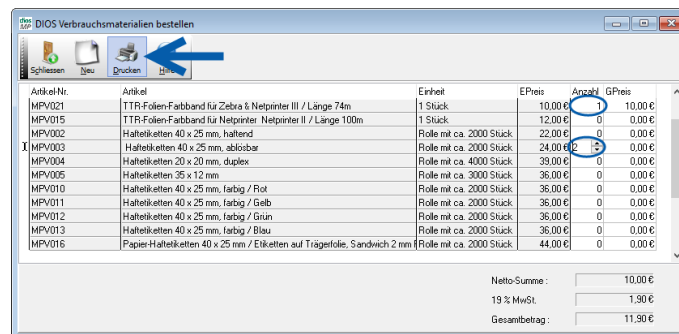 dios MP DIOS Verbrauchsmaterialien bestellen
Schliessen Neu Drucken
Artikel-Nr. Artikel Einheit EPreis Anzahl GPreis
MPV021 TTR-Folien-Farbband für Zebra & Netprinter III / Länge 74m 1 Stück 10,00 € 1 10,00 €
MPV015 TTR-Folien-Farbband für Netprinter Netprinter II / Länge 100m 1 Stück 12,00 € 0 0,00 €
MPV002 Haftetiketten 40 x 25 mm, haftend Rolle mit ca. 2000 Stück 22,00 € 0 0,00 €
MPV003 Haftetiketten 40 x 25 mm, ablösbar Rolle mit ca. 2000 Stück 24,00 € 2 0,00 €
MPV004 Haftetiketten 20 x 20 mm, duplex Rolle mit ca. 4000 Stück 39,00 € 0 0,00 €
MPV005 Haftetiketten 35 x 12 mm Rolle mit ca. 3000 Stück 36,00 € 0 0,00 €
MPV010 Haftetiketten 40 x 25 mm, farbig / Rot Rolle mit ca. 2000 Stück 36,00 € 0 0,00 €
MPV011 Haftetiketten 40 x 25 mm, farbig / Gelb Rolle mit ca. 2000 Stück 36,00 € 0 0,00 €
MPV012 Haftetiketten 40 x 25 mm, farbig / Grün Rolle mit ca. 2000 Stück 36,00 € 0 0,00 €
MPV013 Haftetiketten 40 x 25 mm, farbig / Blau Rolle mit ca. 2000 Stück 36,00 € 0 0,00 €
MPV016 Papier-Haftetiketten 40 x 25 mm / Etiketten auf Trägerfolie, Sandwich 2 mm Rolle mit ca. 2000 Stück 44,00 € 0 0,00 €
Netto-Summe : 10,00 €
19 % MwSt. 1,90 €
Gesamtbetrag : 11,90 €